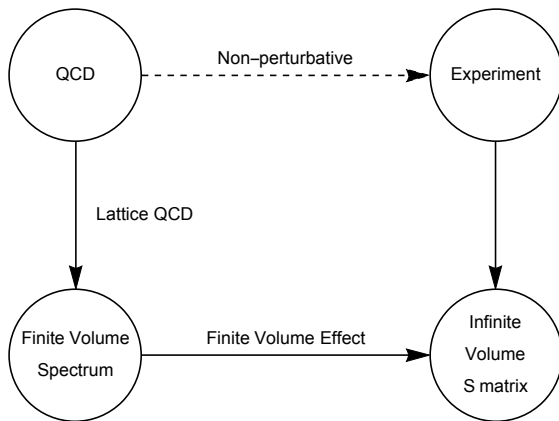 QCD
Non–perturbative
Experiment
Lattice QCD
Finite Volume
Spectrum
Finite Volume Effect
Infinite
Volume
S matrix